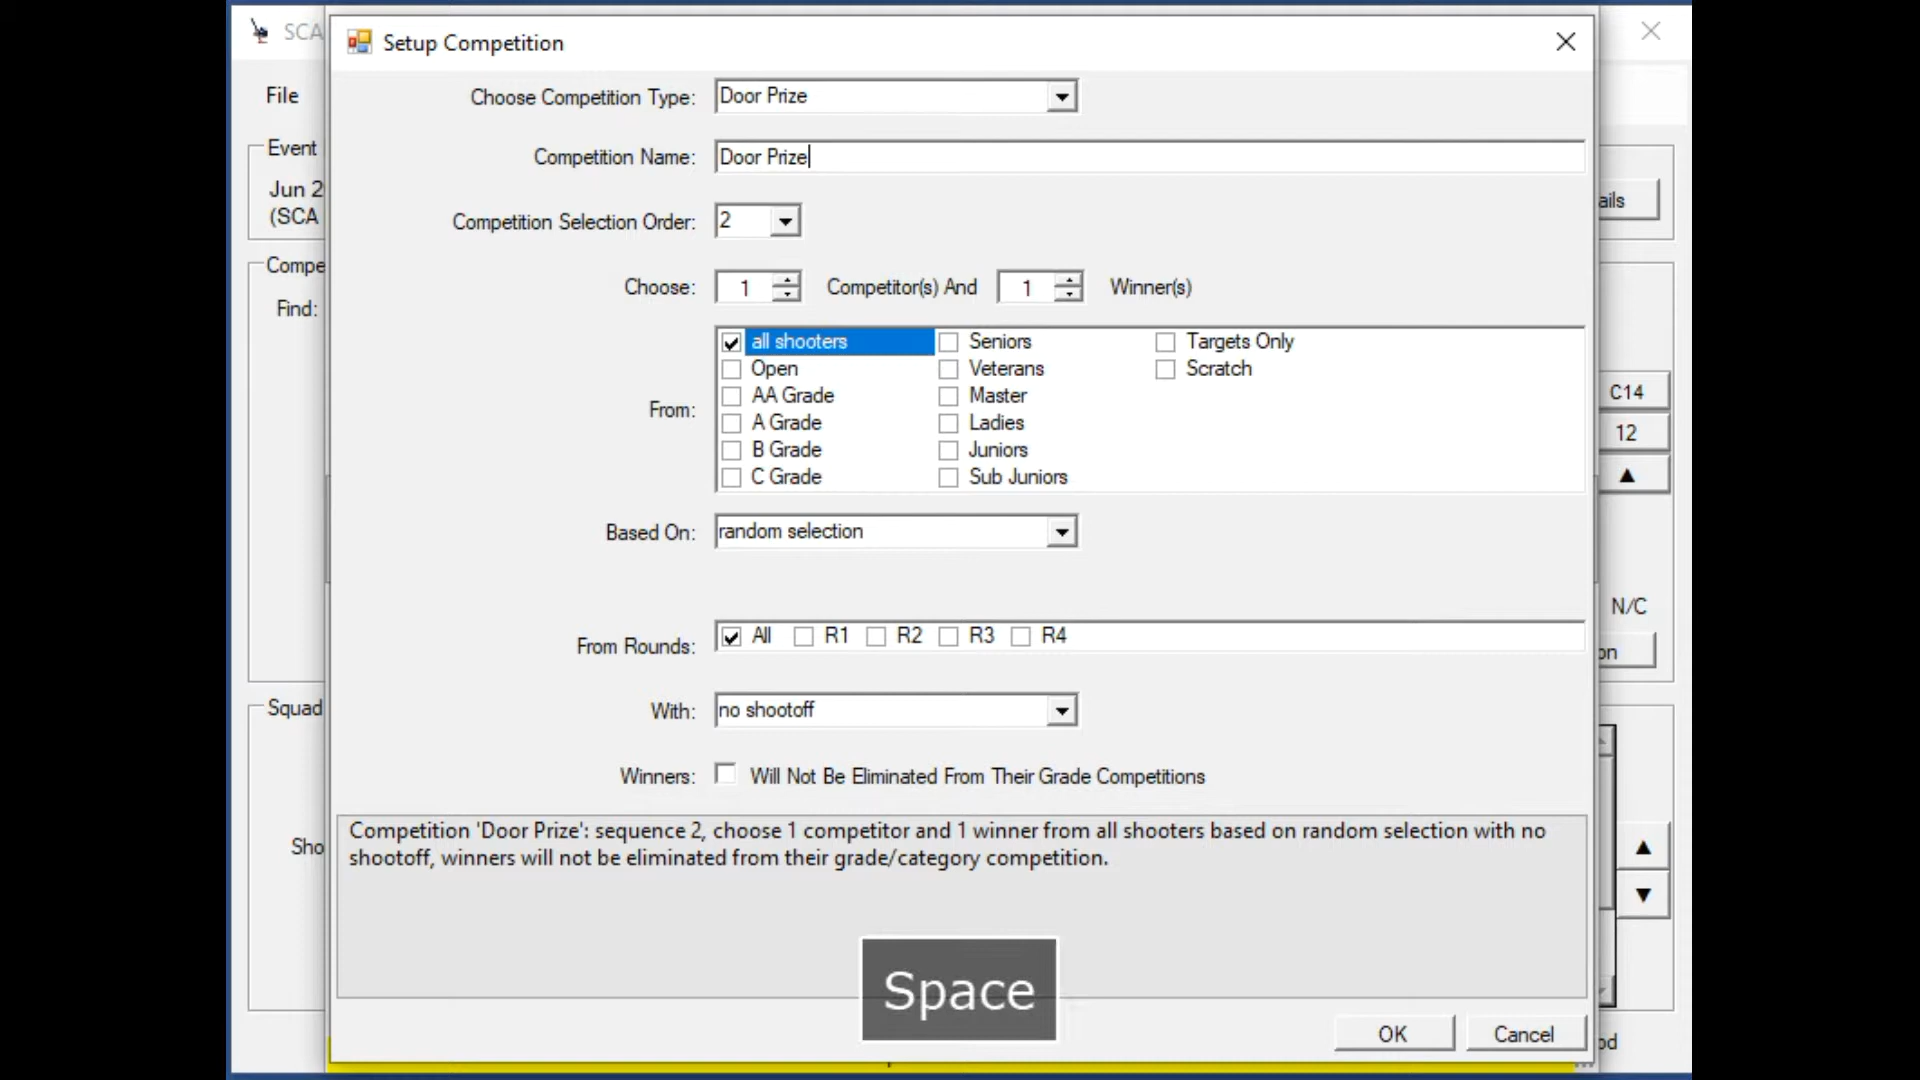 SCA
Setup Competition
File
Choose Competition Type: Door Prize
Event
Competition Name: Door Prize
Jun 2
(SCA
ails
Competition Selection Order: 2
Compe
Choose: 1 Competitor(s) And 1 Winner(s)
Find:
all shooters Seniors Targets Only
Open Veterans Scratch
AA Grade Master
C14
From:
A Grade Ladies
12
B Grade Juniors
C Grade Sub Juniors
Based On: random selection
N/C
From Rounds: All R1 R2 R3 R4
on
Squad
With: no shootoff
Winners: Will Not Be Eliminated From Their Grade Competitions
Competition 'Door Prize': sequence 2, choose 1 competitor and 1 winner from all shooters based on random selection with no
shootoff, winners will not be eliminated from their grade/category competition.
Sho
Space
OK Cancel
od